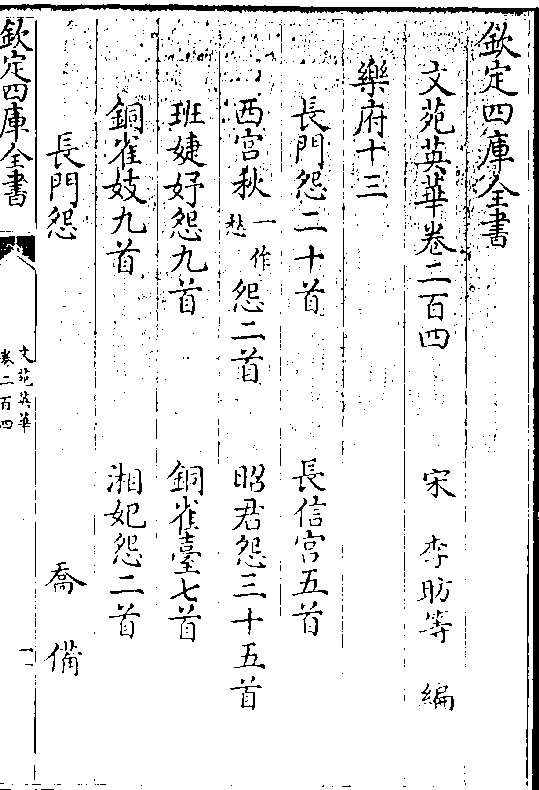 欽定四庫全書
文苑英華卷二百四
宋 李昉等 編
樂府十三
長門怨二十首
長信宮五首
西宮秋一作愁怨二首
昭君怨三十五首
班婕妤怨九首
銅雀臺七首
銅雀妓九首
湘妃怨二首
長門怨
喬備
欽定四庫全書
文苑英華
卷二百四
一